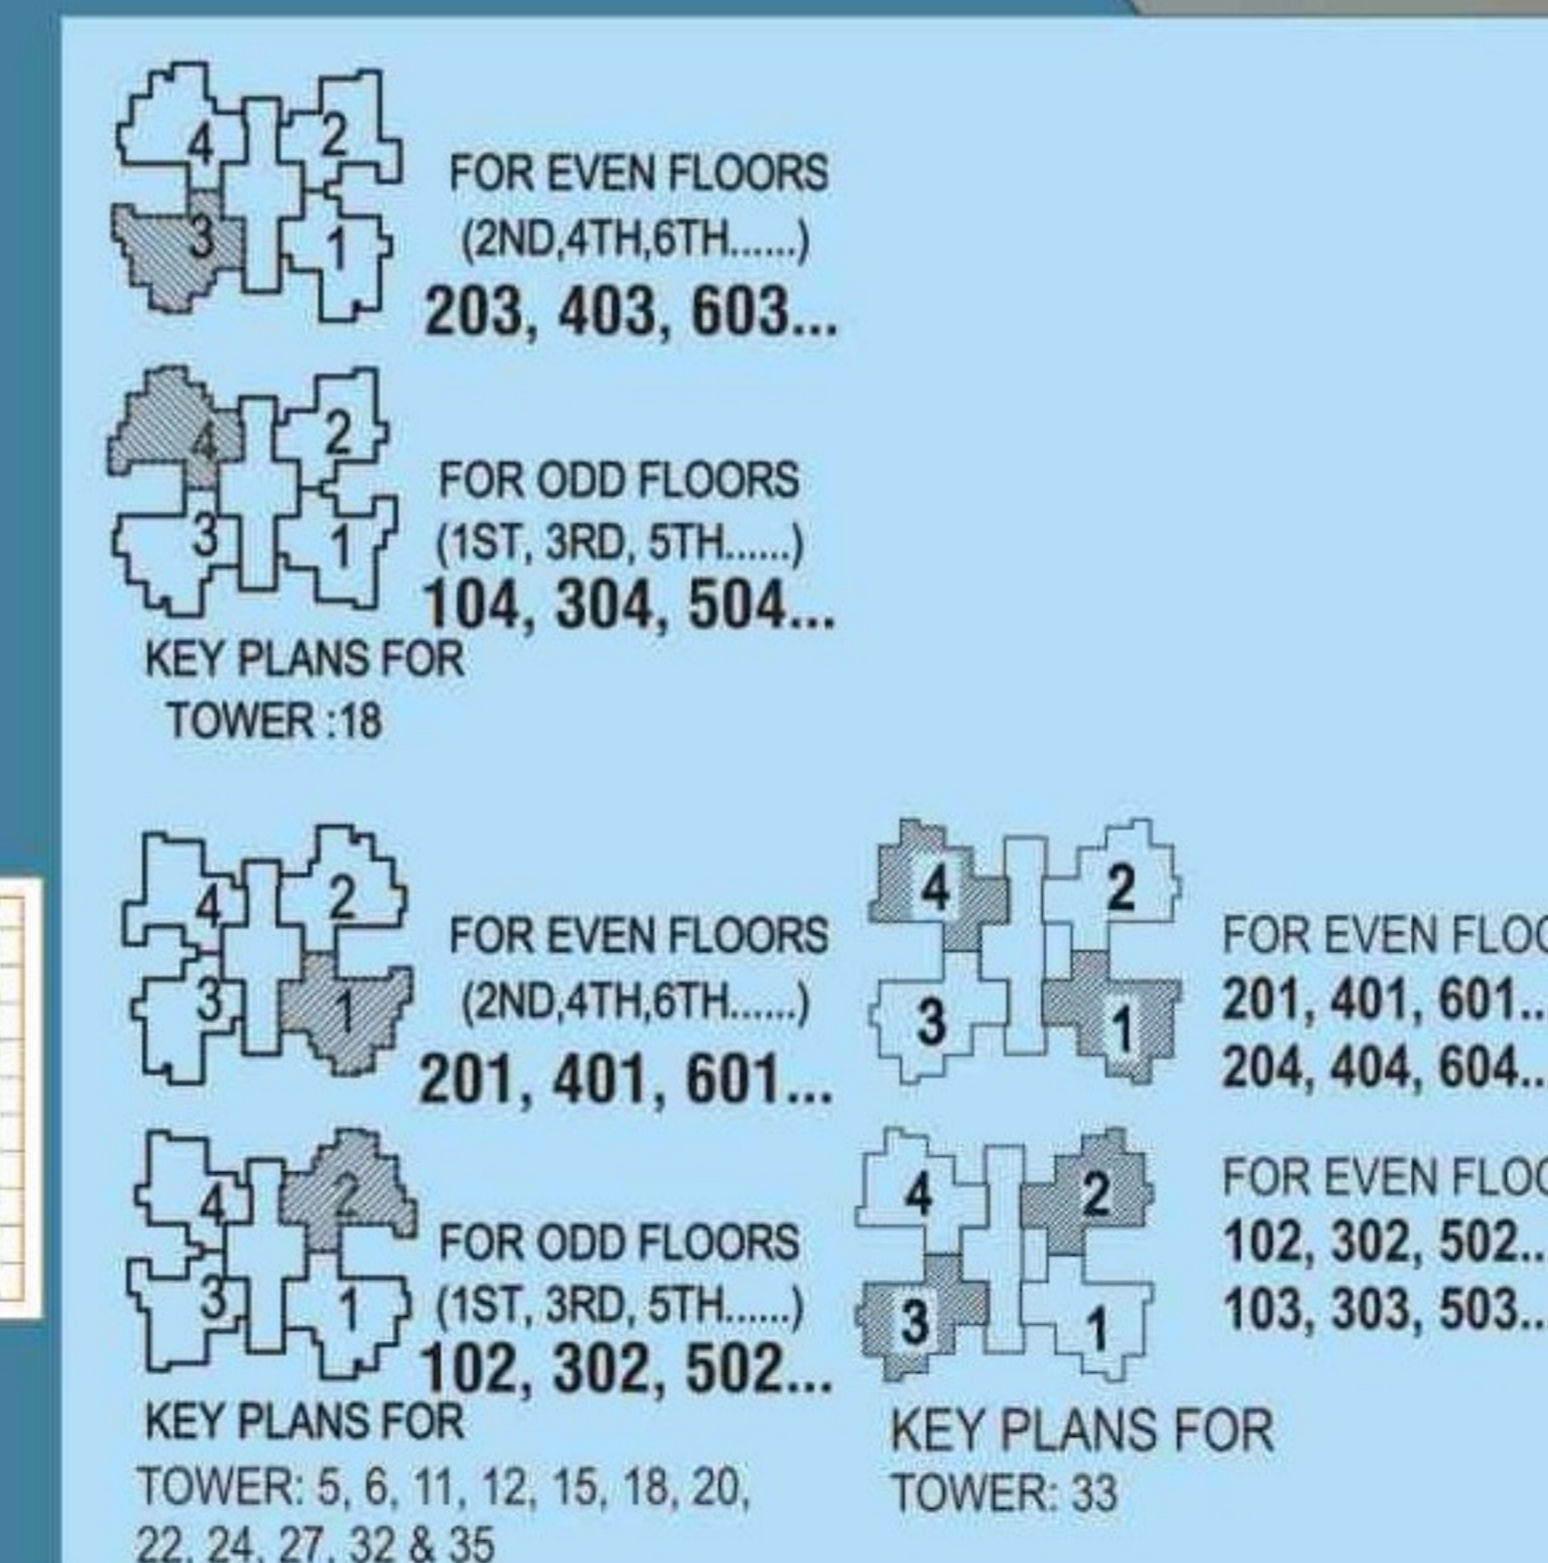 4 2
3 1
FOR EVEN FLOORS
(2ND,4TH,6TH......)
203, 403, 603...
4 2
3 1
FOR ODD FLOORS
(1ST, 3RD, 5TH......)
104, 304, 504...
KEY PLANS FOR
TOWER :18
4 2
3 1
FOR EVEN FLOORS
(2ND,4TH,6TH......)
201, 401, 601...
4 2
3 1
FOR ODD FLOORS
(1ST, 3RD, 5TH......)
102, 302, 502...
KEY PLANS FOR
TOWER: 5, 6, 11, 12, 15, 18, 20,
22, 24, 27, 32 & 35
4 2
3 1
FOR EVEN
201, 401, 601..
204, 404, 604..
4 2
3 1
FOR EVEN
102, 302, 502..
103, 303, 503..
KEY PLANS FOR
TOWER: 33